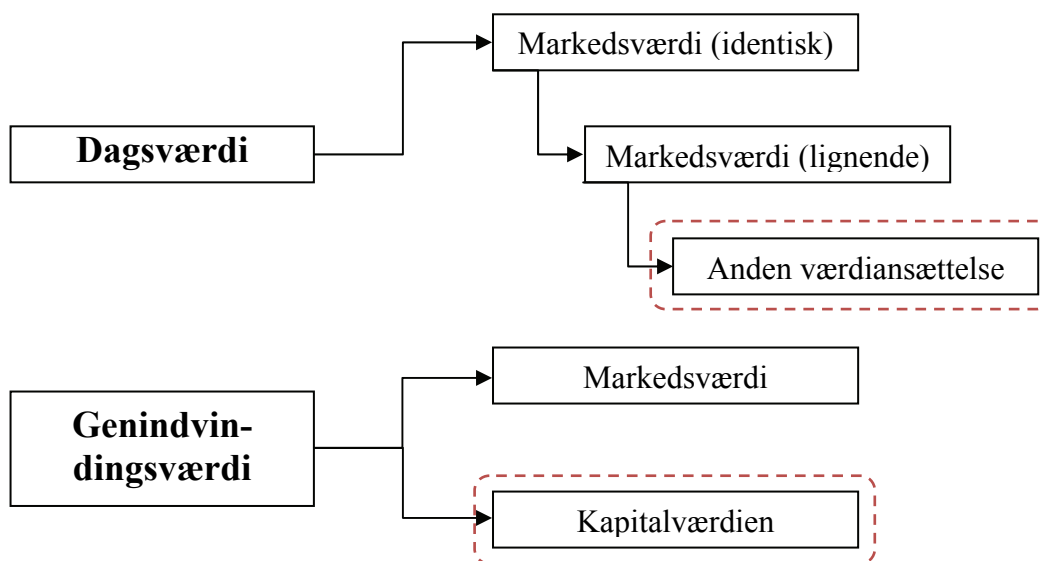 Markedsværdi (identisk)
Dagsværdi
Markedsværdi (lignende)
Anden værdiansættelse
Markedsværdi
Genindvin-
dingsværdi
Kapitalværdien